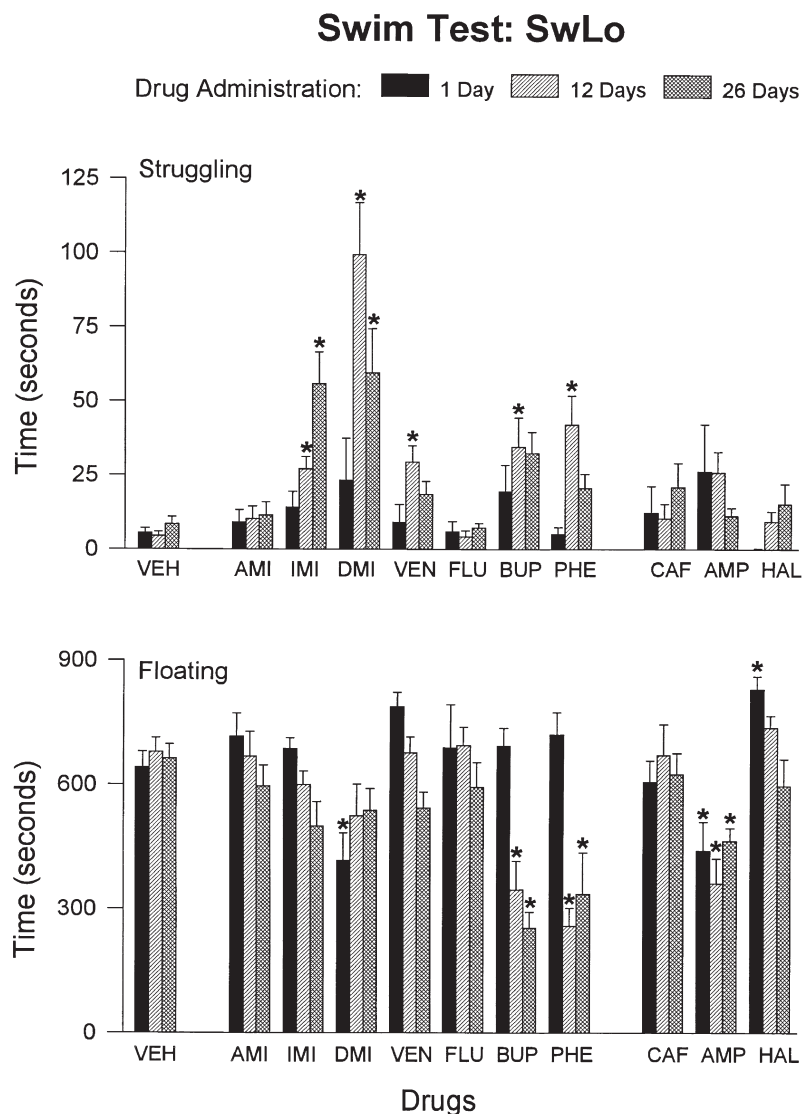 Swim Test: SwLo
Drug Administration: 1 Day 12 Days 26 Days
Struggling
Time (seconds)
125
100
75
50
25
0
* * * * * * *
VEH AMI IMI DMI VEN FLU BUP PHE CAF AMP HAL
Floating
Time (seconds)
900
600
300
0
* * * * * * * * *
VEH AMI IMI DMI VEN FLU BUP PHE CAF AMP HAL
Drugs